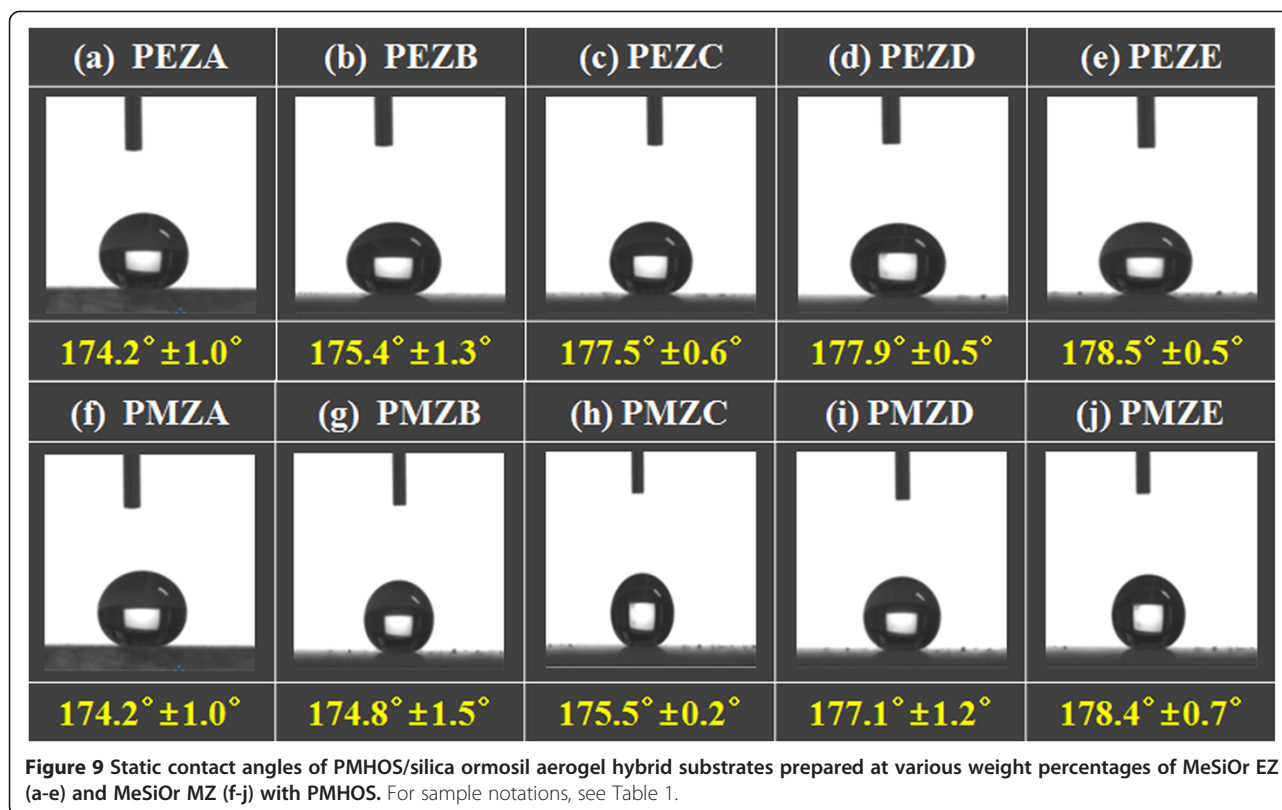 (a) PEZA (b) PEZB (c) PEZC (d) PEZD (e) PEZE
174.2° ±1.0° 175.4° ±1.3° 177.5° ±0.6° 177.9° ±0.5° 178.5° ±0.5°
(f) PMZA (g) PMZB (h) PMZC (i) PMZD (j) PMZE
174.2° ±1.0° 174.8° ±1.5° 175.5° ±0.2° 177.1° ±1.2° 178.4° ±0.7°
Figure 9 Static contact angles of PMHOS/silica ormosil aerogel hybrid substrates prepared at various weight percentages of MeSiOr EZ
(a-e) and MeSiOr MZ (f-j) with PMHOS. For sample notations, see Table 1.